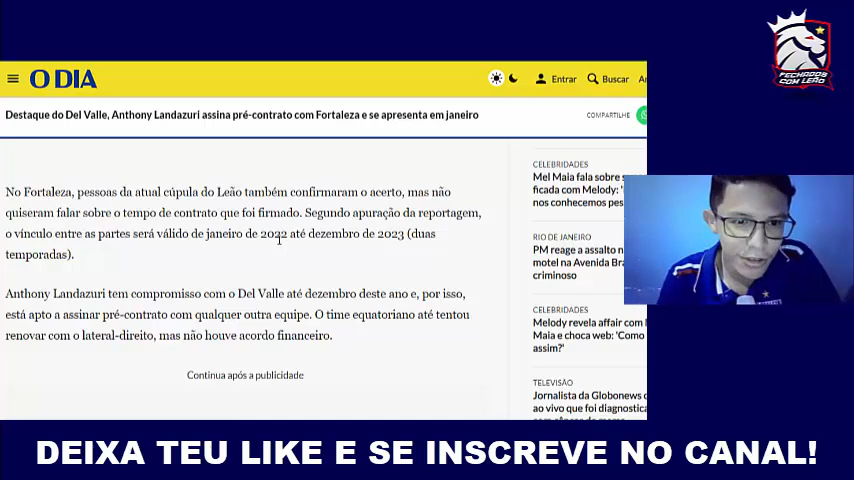 FECHADOS
COM LEÃO
O DIA
Entrar
Buscar
Destaque do Del Valle, Anthony Landazuri assina pré-contrato com Fortaleza e se apresenta em janeiro
COMPARTILHE
No Fortaleza, pessoas da atual cúpula do Leão também confirmaram o acerto, mas não
quiseram falar sobre o tempo de contrato que foi firmado. Segundo apuração da reportagem,
o vínculo entre as partes será válido de janeiro de 2022 até dezembro de 2023 (duas
temporadas).
Anthony Landazuri tem compromisso com o Del Valle até dezembro deste ano e, por isso,
está apto a assinar pré-contrato com qualquer outra equipe. O time equatoriano até tentou
renovar com o lateral-direito, mas não houve acordo financeiro.
Continua após a publicidade
CELEBRIDADES
Mel Maia fala sobre
ficada com Melody:
nos conhecemos
RIO DE JANEIRO
PM reage a assalto
motel na Avenida
criminoso
CELEBRIDADES
Melody revela affair com
Maia e choca web: 'Como
assim?'
TELEVISÃO
Jornalista da Globonews
ao vivo que foi
DEIXA TEU LIKE E SE INSCREVE NO CANAL!